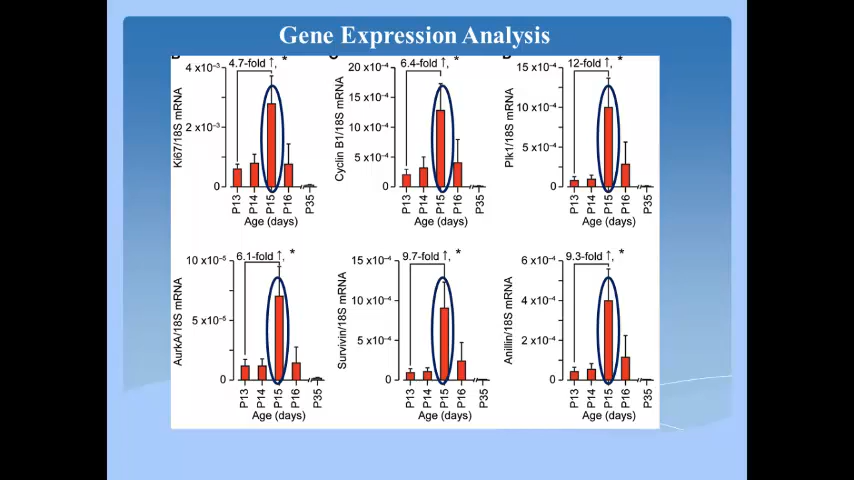 Gene Expression Analysis
4.7-fold ↑, *
Ki67/18S mRNA
4 x10⁻³
2 x10⁻³
0
P13 P14 P15 P16 P35
Age (days)
6.4-fold ↑, *
Cyclin B1/18S mRNA
20 x10⁻⁴
15 x10⁻⁴
10 x10⁻⁴
5 x10⁻⁴
0
P13 P14 P15 P16 P35
Age (days)
12-fold ↑, *
Plk1/18S mRNA
15 x10⁻⁴
10 x10⁻⁴
5 x10⁻⁴
0
P13 P14 P15 P16 P35
Age (days)
6.1-fold ↑, *
AurkA/18S mRNA
10 x10⁻⁵
5 x10⁻⁵
0
P13 P14 P15 P16 P35
Age (days)
9.7-fold ↑, *
Survivin/18S mRNA
15 x10⁻⁴
10 x10⁻⁴
5 x10⁻⁴
0
P13 P14 P15 P16 P35
Age (days)
9.3-fold ↑, *
Anillin/18S mRNA
6 x10⁻⁴
4 x10⁻⁴
2 x10⁻⁴
0
P13 P14 P15 P16 P35
Age (days)